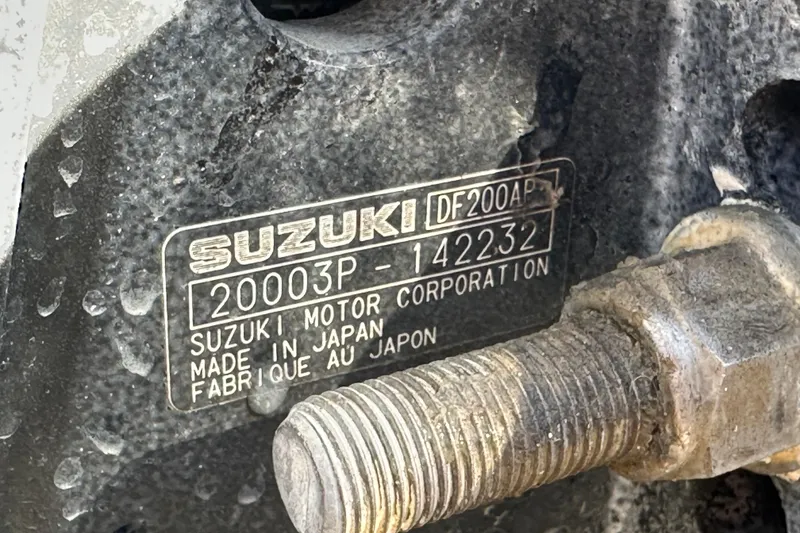 SUZUKI DF200AP
20003P - 142232
SUZUKI MOTOR CORPORATION
MADE IN JAPAN
FABRIQUE AU JAPON